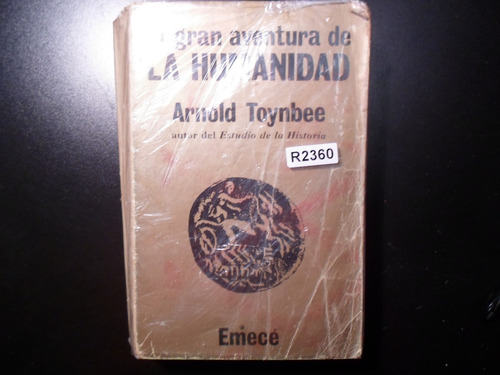 gran aventura de
LA HUMANIDAD
Arnold Toynbee
autor del Estudio de la Historia
R2360
Emecé